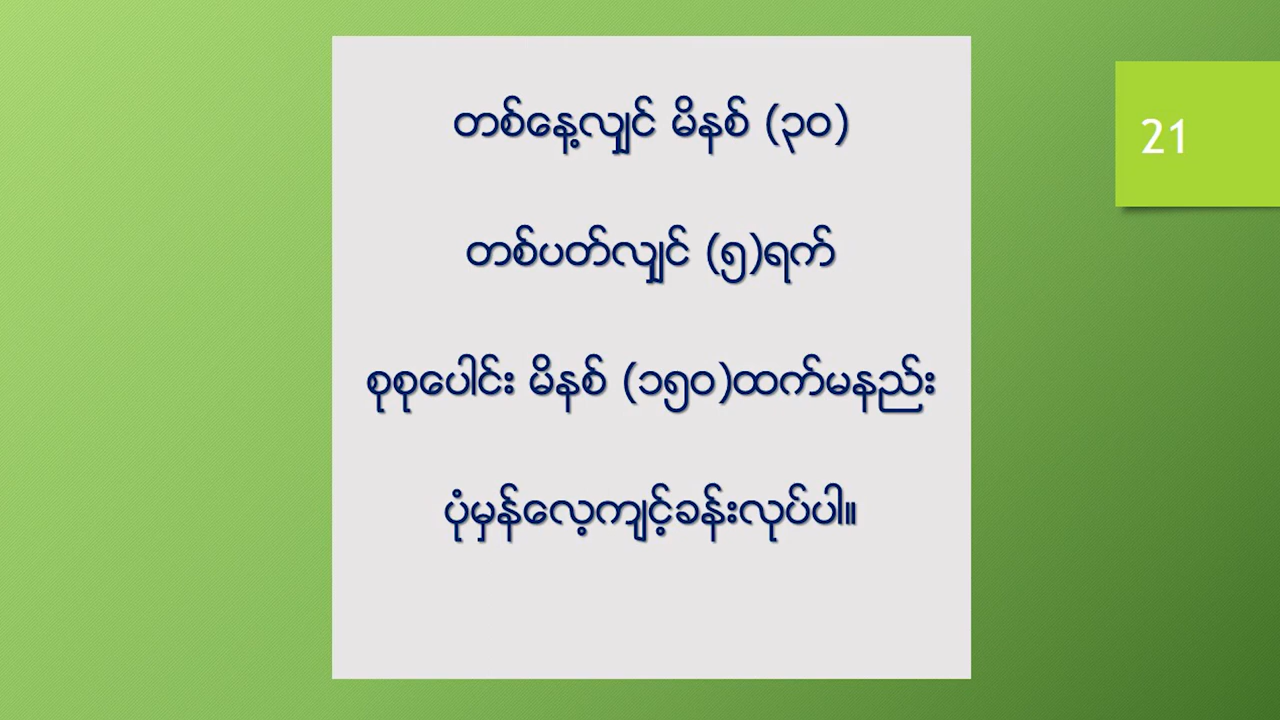 တစ်နေ့လျှင် မိနစ် (၃၀)
21
တစ်ပတ်လျှင် (၅)ရက်
စုစုပေါင်း မိနစ် (၁၅၀)ထက်မနည်း
ပုံမှန်လေ့ကျင့်ခန်းလုပ်ပါ။